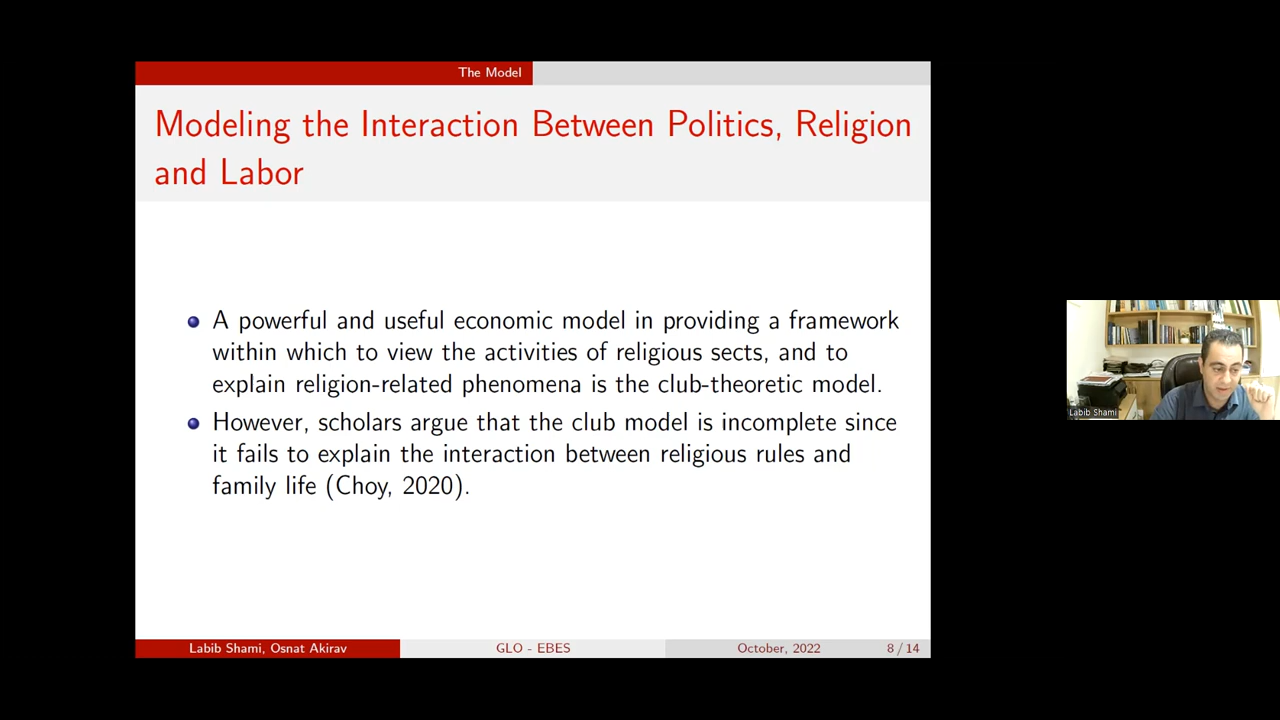 The Model
Modeling the Interaction Between Politics, Religion
and Labor
A powerful and useful economic model in providing a framework
within which to view the activities of religious sects, and to
explain religion-related phenomena is the club-theoretic model.
However, scholars argue that the club model is incomplete since
it fails to explain the interaction between religious rules and
family life (Choy, 2020).
Labib Shami
Labib Shami, Osnat Akirav
GLO - EBES
October, 2022
8 / 14